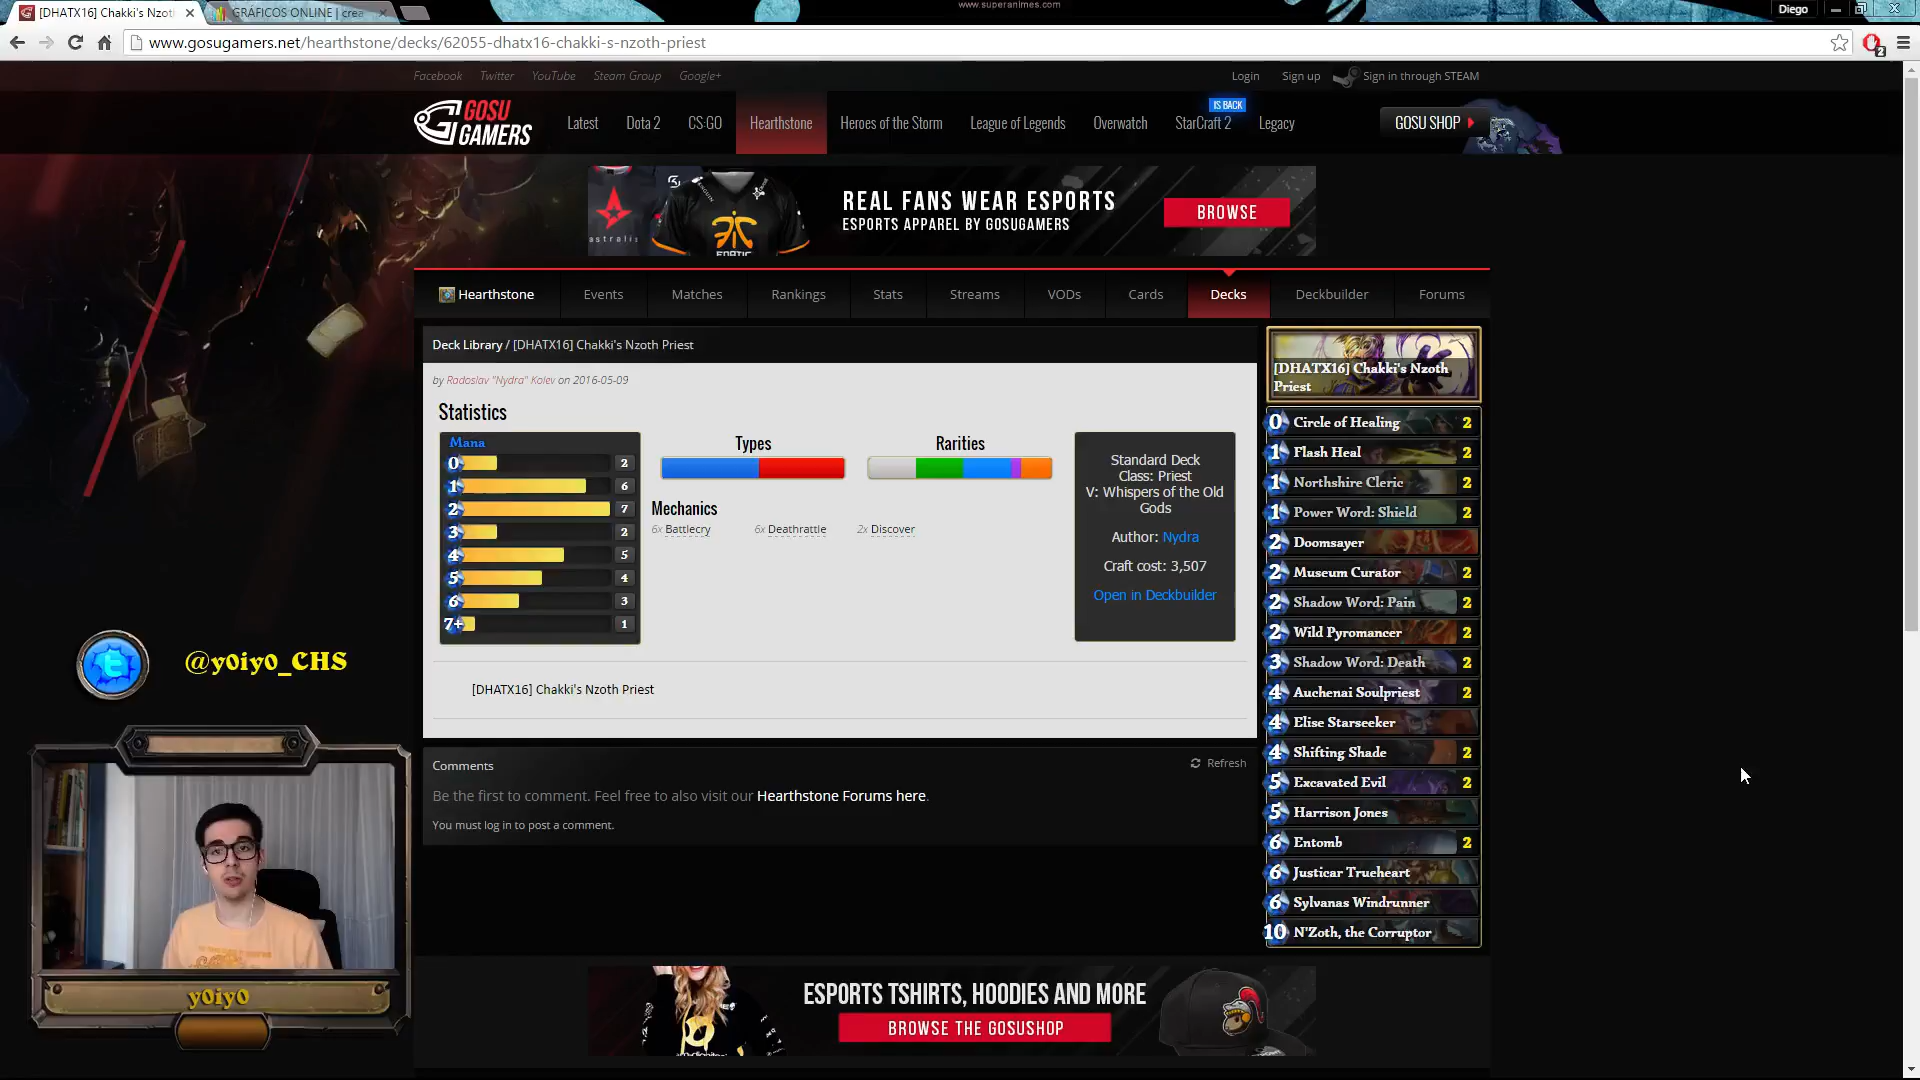 www.superanimes.com
[DHATX16] Chakki's Nzot
GRAFICOS ONLINE | crea
Diego
www.gosugamers.net/hearthstone/decks/62055-dhatx16-chakki-s-nzoth-priest
2
Facebook Twitter YouTube Steam Group Google+
Login Sign up Sign in through STEAM
GOSU GAMERS
Latest Dota 2 CS:GO Hearthstone Heroes of the Storm League of Legends Overwatch StarCraft 2 Legacy
IS BACK
GOSU SHOP
astralis
FNATIC
REAL FANS WEAR ESPORTS
ESPORTS APPAREL BY GOSUGAMERS
BROWSE
Hearthstone Events Matches Rankings Stats Streams VODs Cards Decks Deckbuilder Forums
Deck Library / [DHATX16] Chakki's Nzoth Priest
by Radoslav "Nydra" Kolev on 2016-05-09
Statistics
Mana
0 2
1 6
2 7
3 2
4 5
5 4
6 3
7+ 1
Types
Rarities
Mechanics
6x Battlecry 6x Deathrattle 2x Discover
Standard Deck
Class: Priest
V: Whispers of the Old
Gods
Author: Nydra
Craft cost: 3,507
Open in Deckbuilder
[DHATX16] Chakki's Nzoth Priest
Comments
Refresh
Be the first to comment. Feel free to also visit our Hearthstone Forums here.
You must log in to post a comment.
[DHATX16] Chakki's Nzoth
Priest
0 Circle of Healing 2
1 Flash Heal 2
1 Northshire Cleric 2
1 Power Word: Shield 2
2 Doomsayer
2 Museum Curator 2
2 Shadow Word: Pain 2
2 Wild Pyromancer 2
3 Shadow Word: Death 2
4 Auchenai Soulpriest 2
4 Elise Starseeker
4 Shifting Shade 2
5 Excavated Evil 2
5 Harrison Jones
6 Entomb 2
6 Justicar Trueheart
6 Sylvanas Windrunner
10 N'Zoth, the Corruptor
@y0iy0_CHS
y0iy0
ESPORTS TSHIRTS, HOODIES AND MORE
BROWSE THE GOSUSHOP